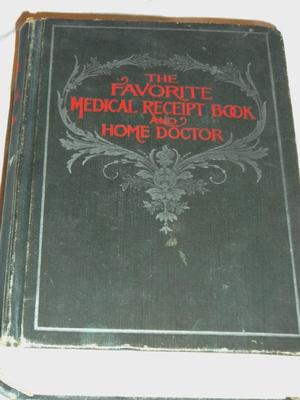 THE
FAVORITE
MEDICAL RECEIPT BOOK
AND
HOME DOCTOR